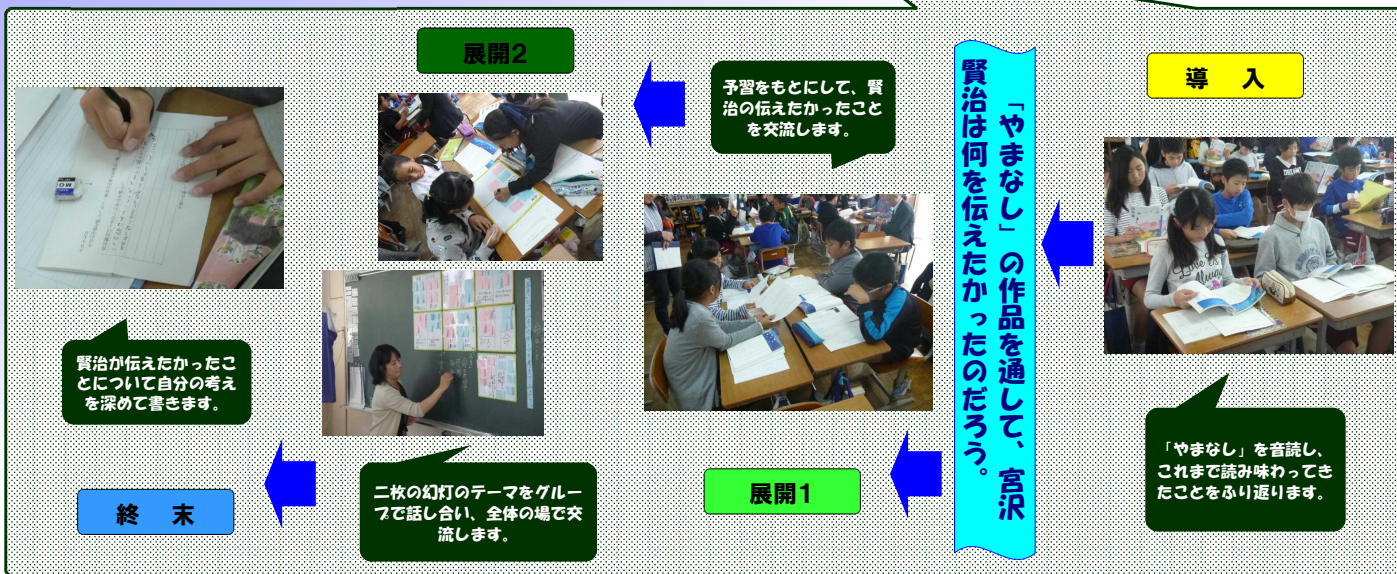 導　入
「やまなし」を音読し、
これまで読み味わってき
たことをふり返ります。
「やまなし」の作品を通して、宮沢
賢治は何を伝えたかったのだろう。
展開1
予習をもとにして、賢
治の伝えたかったこと
を交流します。
展開2
二枚の幻灯のテーマをグルー
プで話し合い、全体の場で交
流します。
終　末
賢治が伝えたかったこ
とについて自分の考え
を深めて書きます。